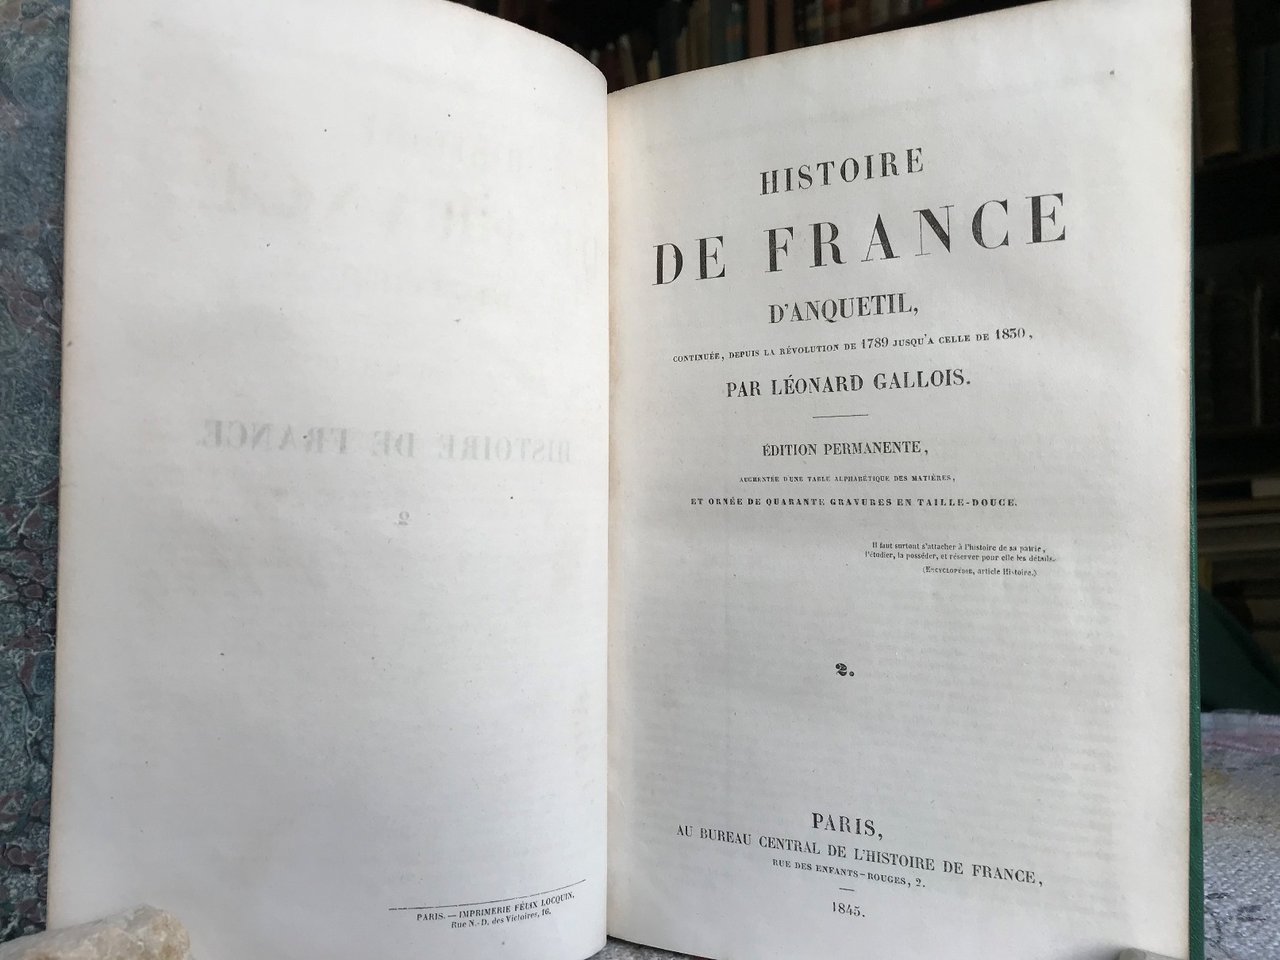 HISTOIRE DE FRANCE
2
PARIS. — IMPRIMERIE FÉLIX LOCQUIN,
Rue N.-D. des Victoires, 16.
HISTOIRE
DE FRANCE
D'ANQUETIL,
CONTINUÉE, DEPUIS LA RÉVOLUTION DE 1789 JUSQU'A CELLE DE 1830,
PAR LÉONARD GALLOIS.
ÉDITION PERMANENTE,
AUGMENTÉE D'UNE TABLE ALPHABÉTIQUE DES MATIÈRES,
ET ORNÉE DE QUARANTE GRAVURES EN TAILLE-DOUCE.
Il faut surtout s'attacher à l'histoire de sa patrie,
l'étudier, la posséder, et réserver pour elle les détails.
(ENCYCLOPÉDIE, article Histoire.)
2.
PARIS,
AU BUREAU CENTRAL DE L'HISTOIRE DE FRANCE,
RUE DES ENFANTS-ROUGES, 2.
1845.